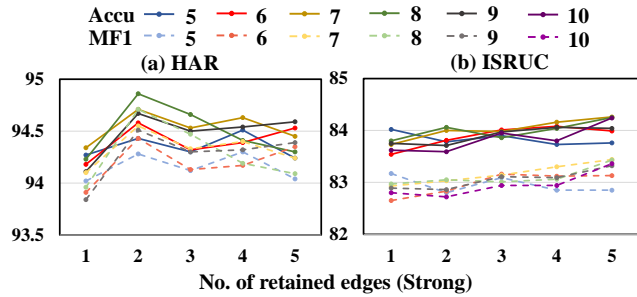 Accu 5 6 7 8 9 10
MF1 5 6 7 8 9 10
(a) HAR (b) ISRUC
95 85
94.5 84
94 83
93.5 82
1 2 3 4 5 1 2 3 4 5
No. of retained edges (Strong)